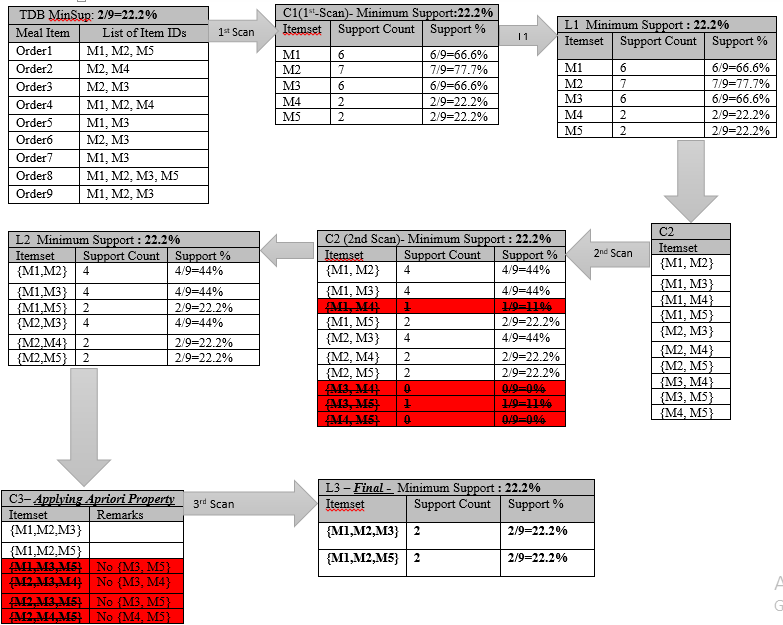 TDB MinSup: 2/9=22.2%
Meal Item List of Item IDs
Order1 M1, M2, M5
Order2 M2, M4
Order3 M2, M3
Order4 M1, M2, M4
Order5 M1, M3
Order6 M2, M3
Order7 M1, M3
Order8 M1, M2, M3, M5
Order9 M1, M2, M3
1st Scan
C1(1st-Scan)- Minimum Support:22.2%
Itemset Support Count Support %
M1 6 6/9=66.6%
M2 7 7/9=77.7%
M3 6 6/9=66.6%
M4 2 2/9=22.2%
M5 2 2/9=22.2%
L1
L1 Minimum Support : 22.2%
Itemset Support Count Support %
M1 6 6/9=66.6%
M2 7 7/9=77.7%
M3 6 6/9=66.6%
M4 2 2/9=22.2%
M5 2 2/9=22.2%
C2
Itemset
{M1, M2}
{M1, M3}
{M1, M4}
{M1, M5}
{M2, M3}
{M2, M4}
{M2, M5}
{M3, M4}
{M3, M5}
{M4, M5}
2nd Scan
C2 (2nd Scan)- Minimum Support : 22.2%
Itemset Support Count Support %
{M1, M2} 4 4/9=44%
{M1, M3} 4 4/9=44%
{M1, M4} 1 1/9=11%
{M1, M5} 2 2/9=22.2%
{M2, M3} 4 4/9=44%
{M2, M4} 2 2/9=22.2%
{M2, M5} 2 2/9=22.2%
{M3, M4} 0 0/9=0%
{M3, M5} 1 1/9=11%
{M4, M5} 0 0/9=0%
L2 Minimum Support : 22.2%
Itemset Support Count Support %
{M1,M2} 4 4/9=44%
{M1,M3} 4 4/9=44%
{M1,M5} 2 2/9=22.2%
{M2,M3} 4 4/9=44%
{M2,M4} 2 2/9=22.2%
{M2,M5} 2 2/9=22.2%
C3– Applying Apriori Property
Itemset Remarks
{M1,M2,M3}
{M1,M2,M5}
{M1,M3,M5} No {M3, M5}
{M2,M3,M4} No {M3, M4}
{M2,M3,M5} No {M3, M5}
{M2,M4,M5} No {M4, M5}
3rd Scan
L3 – Final - Minimum Support : 22.2%
Itemset Support Count Support %
{M1,M2,M3} 2 2/9=22.2%
{M1,M2,M5} 2 2/9=22.2%